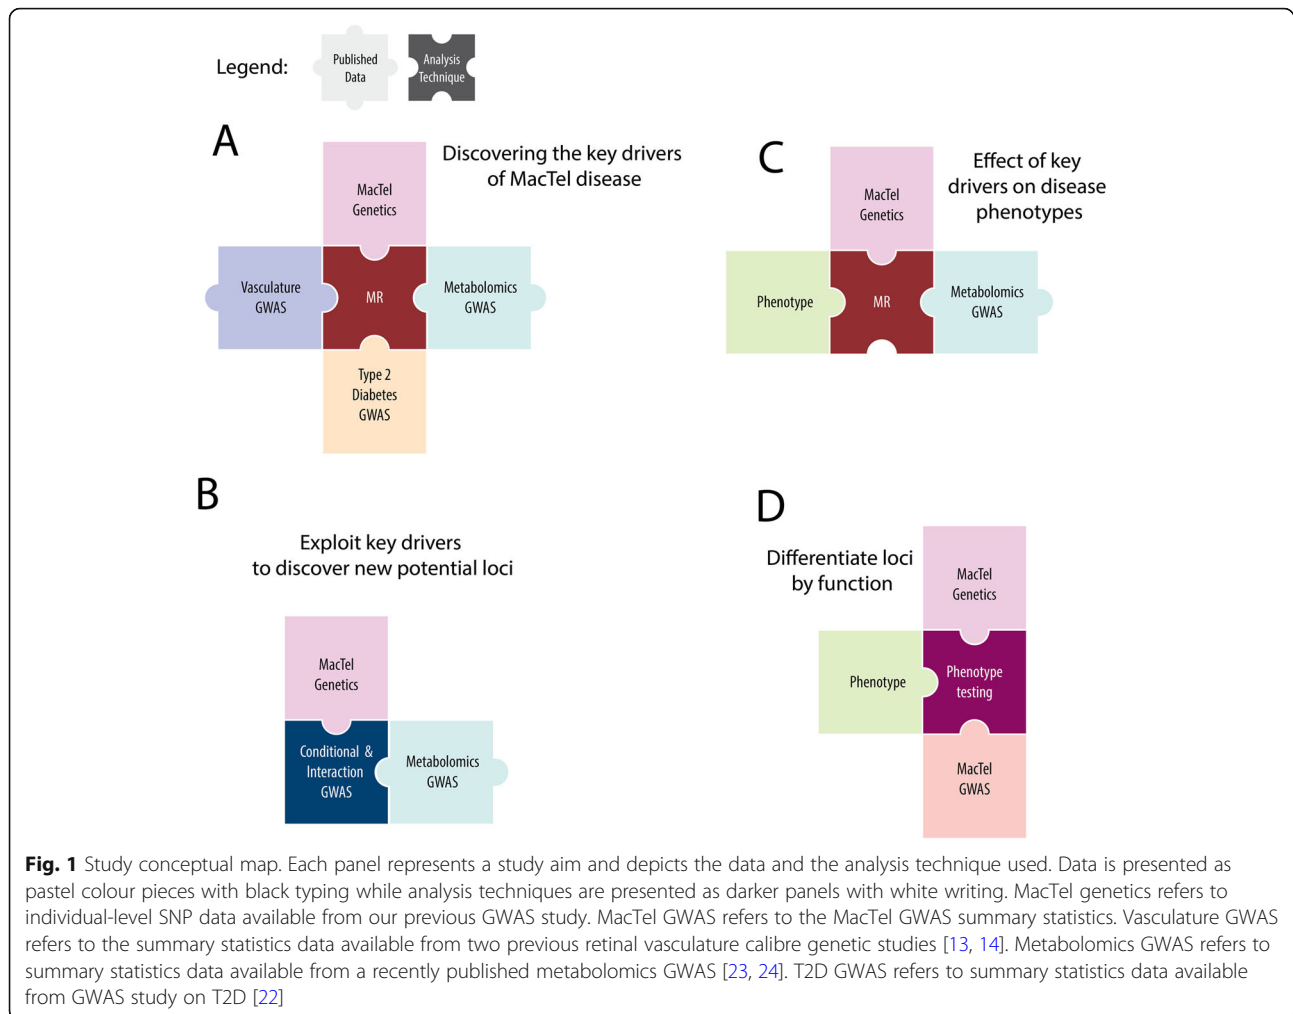 Legend:
Published
Data
Analysis
Technique
A
Discovering the key drivers
of MacTel disease
MacTel
Genetics
Vasculature
GWAS
MR
Metabolomics
GWAS
Type 2
Diabetes
GWAS
C
Effect of key
drivers on disease
phenotypes
MacTel
Genetics
Phenotype
MR
Metabolomics
GWAS
B
Exploit key drivers
to discover new potential loci
MacTel
Genetics
Conditional &
Interaction
GWAS
Metabolomics
GWAS
D
Differentiate loci
by function
MacTel
Genetics
Phenotype
Phenotype
testing
MacTel
GWAS
Fig. 1 Study conceptual map. Each panel represents a study aim and depicts the data and the analysis technique used. Data is presented as
pastel colour pieces with black typing while analysis techniques are presented as darker panels with white writing. MacTel genetics refers to
individual-level SNP data available from our previous GWAS study. MacTel GWAS refers to the MacTel GWAS summary statistics. Vasculature GWAS
refers to the summary statistics data available from two previous retinal vasculature calibre genetic studies [13, 14]. Metabolomics GWAS refers to
summary statistics data available from a recently published metabolomics GWAS [23, 24]. T2D GWAS refers to summary statistics data available
from GWAS study on T2D [22]